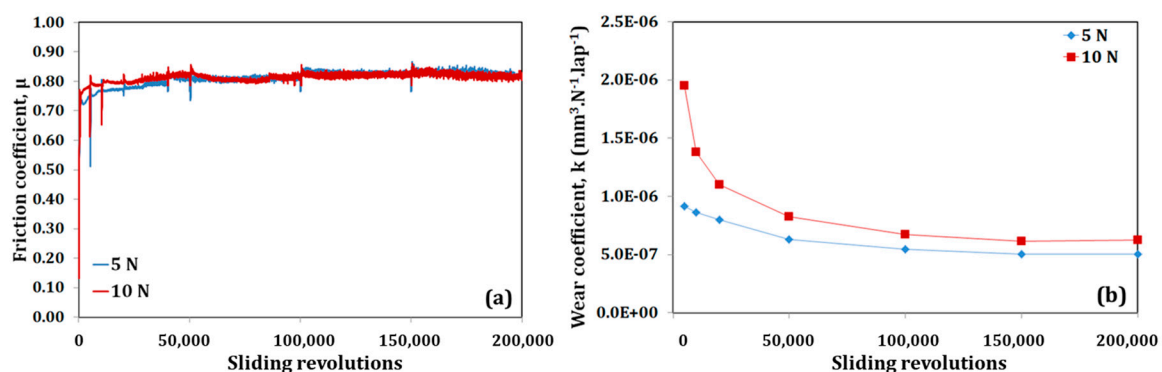 1.00
0.90
0.80
0.70
0.60
0.50
0.40
0.30
0.20
0.10
0.00
Friction coefficient, μ
5 N
10 N
(a)
0
50,000
100,000
150,000
200,000
Sliding revolutions
2.5E-06
2.0E-06
1.5E-06
1.0E-06
5.0E-07
0.0E+00
Wear coefficient, k (mm³.N⁻¹.lap⁻¹)
5 N
10 N
(b)
0
50,000
100,000
150,000
200,000
Sliding revolutions